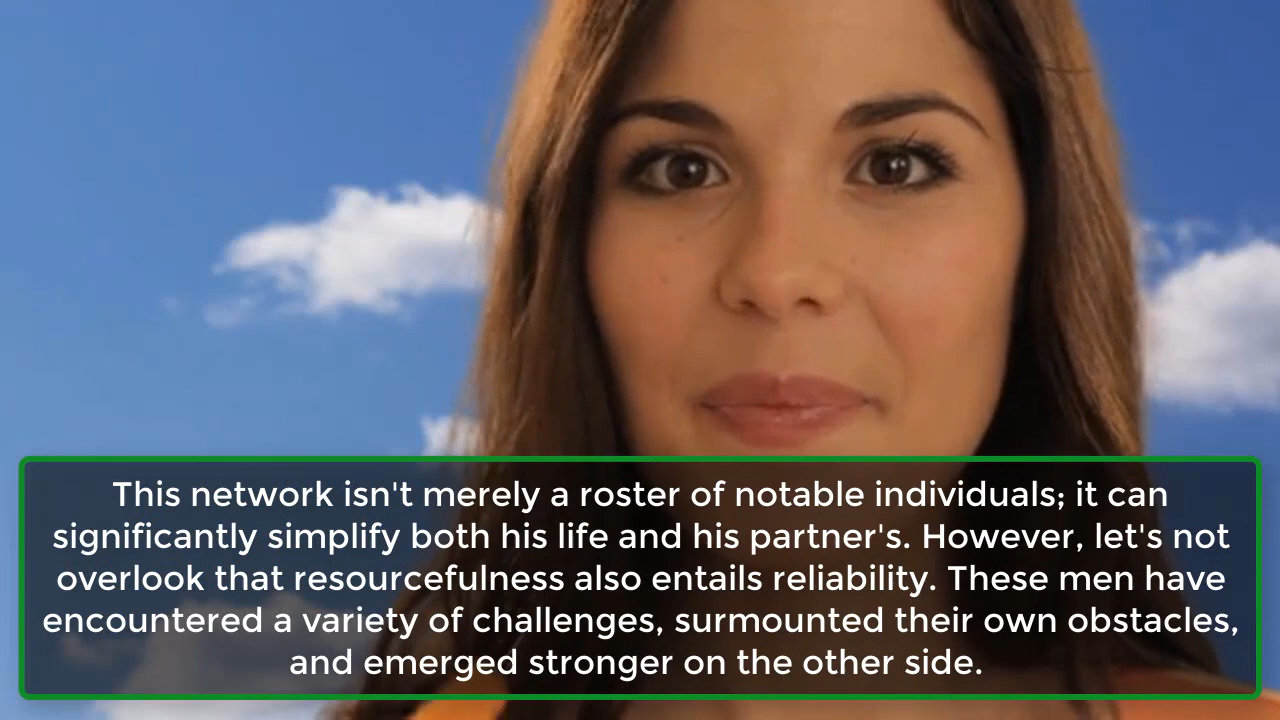 This network isn't merely a roster of notable individuals; it can
significantly simplify both his life and his partner's. However, let's not
overlook that resourcefulness also entails reliability. These men have
encountered a variety of challenges, surmounted their own obstacles,
and emerged stronger on the other side.